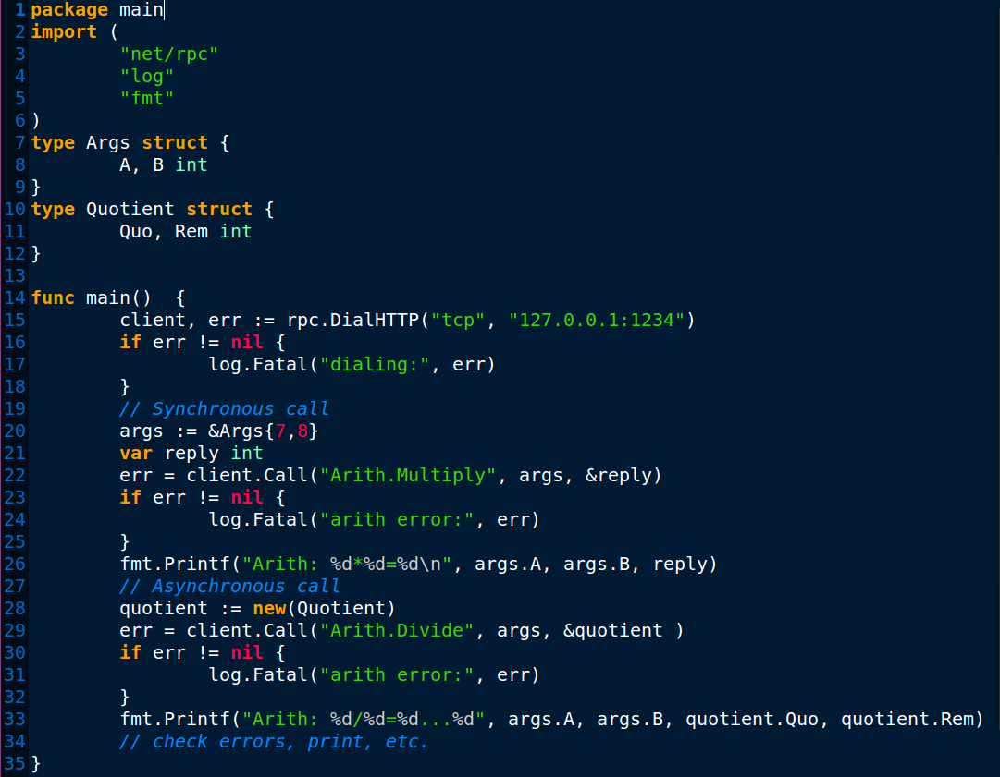 1 package main
2 import (
3         "net/rpc"
4         "log"
5         "fmt"
6 )
7 type Args struct {
8         A, B int
9 }
10 type Quotient struct {
11         Quo, Rem int
12 }
13
14 func main()  {
15         client, err := rpc.DialHTTP("tcp", "127.0.0.1:1234")
16         if err != nil {
17                 log.Fatal("dialing:", err)
18         }
19         // Synchronous call
20         args := &Args{7,8}
21         var reply int
22         err = client.Call("Arith.Multiply", args, &reply)
23         if err != nil {
24                 log.Fatal("arith error:", err)
25         }
26         fmt.Printf("Arith: %d*%d=%d\n", args.A, args.B, reply)
27         // Asynchronous call
28         quotient := new(Quotient)
29         err = client.Call("Arith.Divide", args, &quotient )
30         if err != nil {
31                 log.Fatal("arith error:", err)
32         }
33         fmt.Printf("Arith: %d/%d=%d...%d", args.A, args.B, quotient.Quo, quotient.Rem)
34         // check errors, print, etc.
35 }